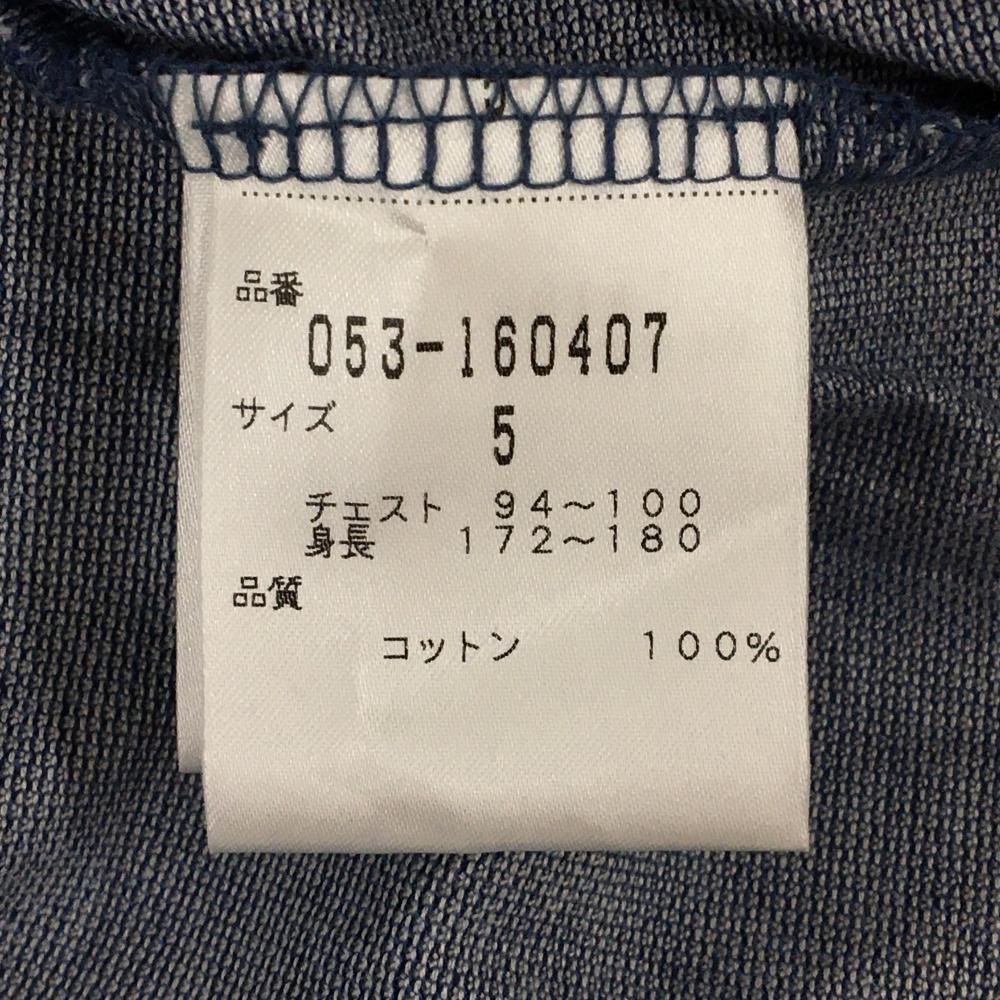 品番
053-160407
サイズ
5
チェスト 94～100
身長 172～180
品質
コットン 100%